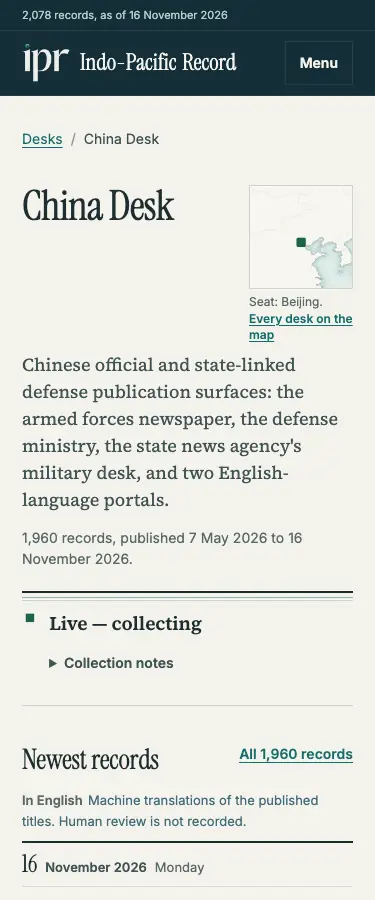 2,078 records, as of 16 November 2026
ipr Indo-Pacific Record
Menu
Desks / China Desk
China Desk
Seat: Beijing.
Every desk on the
map
Chinese official and state-linked
defense publication surfaces: the
armed forces newspaper, the defense
ministry, the state news agency's
military desk, and two English-
language portals.
1,960 records, published 7 May 2026 to 16
November 2026.
Live — collecting
Collection notes
Newest records
All 1,960 records
In English Machine translations of the published
titles. Human review is not recorded.
16 November 2026 Monday